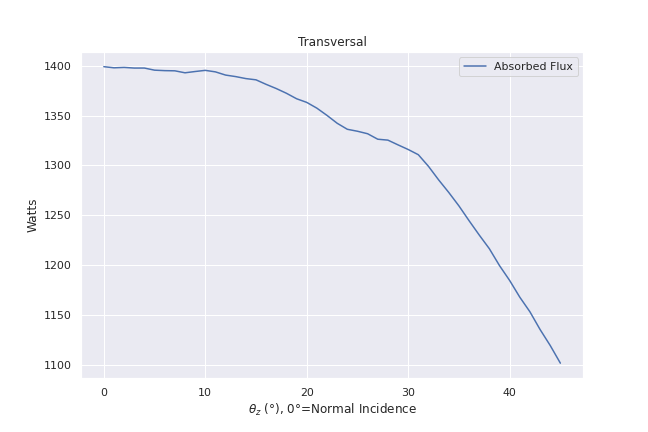 Transversal
Absorbed Flux
Watts
1400
1350
1300
1250
1200
1150
1100
0 10 20 30 40
θz (°), 0°=Normal Incidence